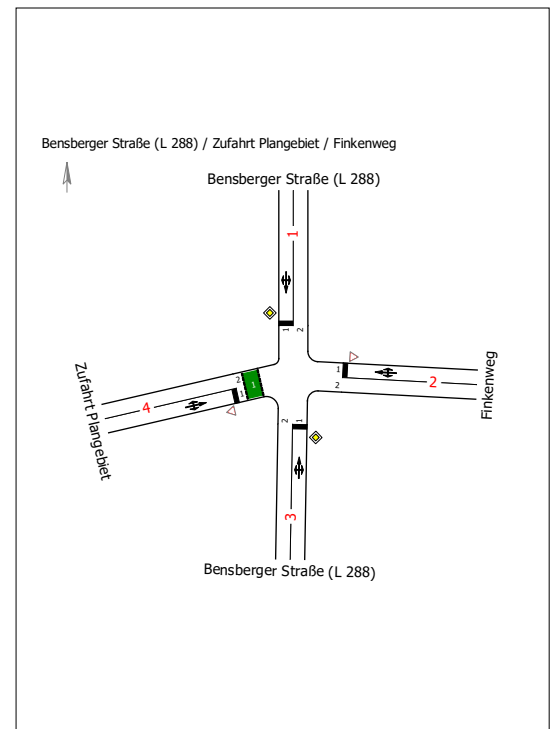 Bensberger Straße (L 288) / Zufahrt Plangebiet / Finkenweg
Bensberger Straße (L 288)
1
1
2
Zufahrt Plangebiet
4
2
1
1
1
2
2
Finkenweg
2
1
3
Bensberger Straße (L 288)